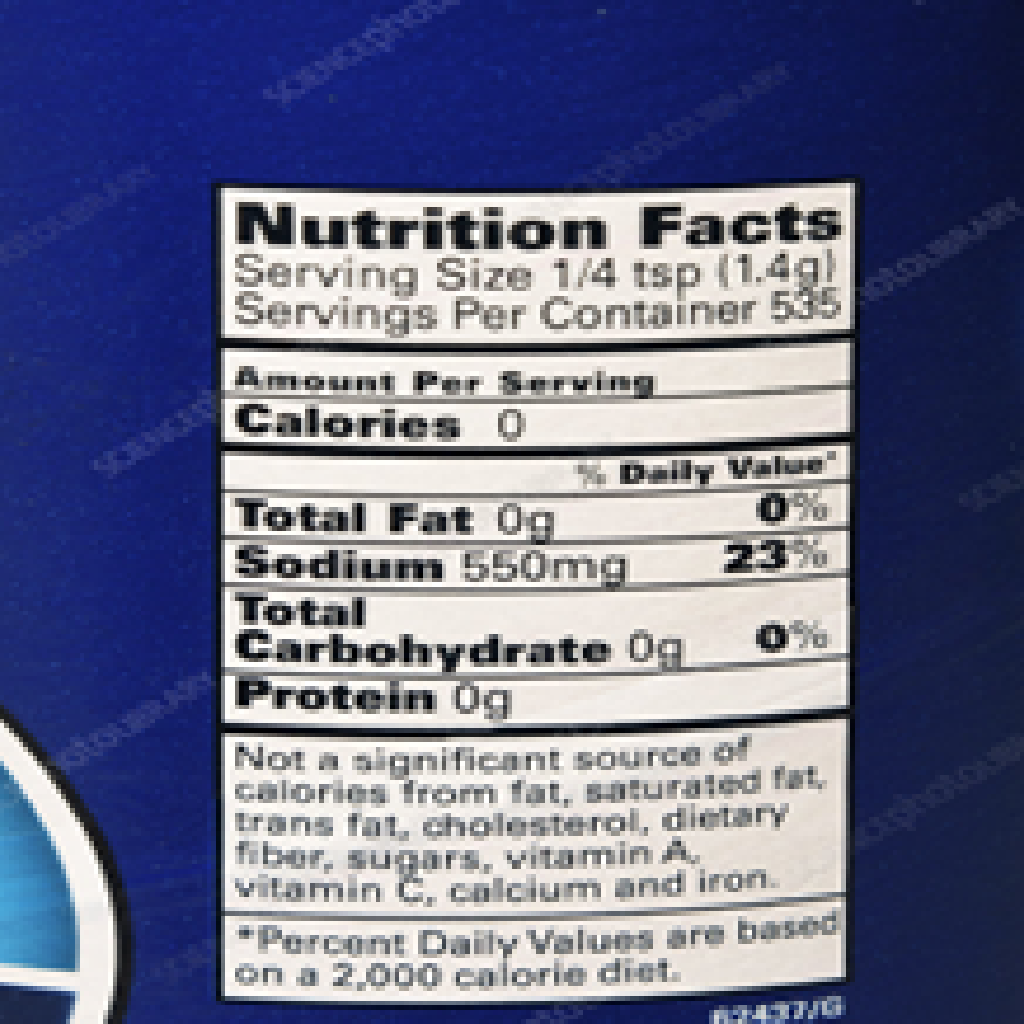 Nutrition Facts
Serving Size 1/4 tsp (1.4g)
Servings Per Container 535
Amount Per Serving
Calories 0
% Daily Value*
Total Fat 0g 0%
Sodium 550mg 23%
Total
Carbohydrate 0g 0%
Protein 0g
Not a significant source of
calories from fat, saturated fat,
trans fat, cholesterol, dietary
fiber, sugars, vitamin A,
vitamin C, calcium and iron.
*Percent Daily Values are based
on a 2,000 calorie diet.
62437/G
SCIENCEphotoLIBRARY